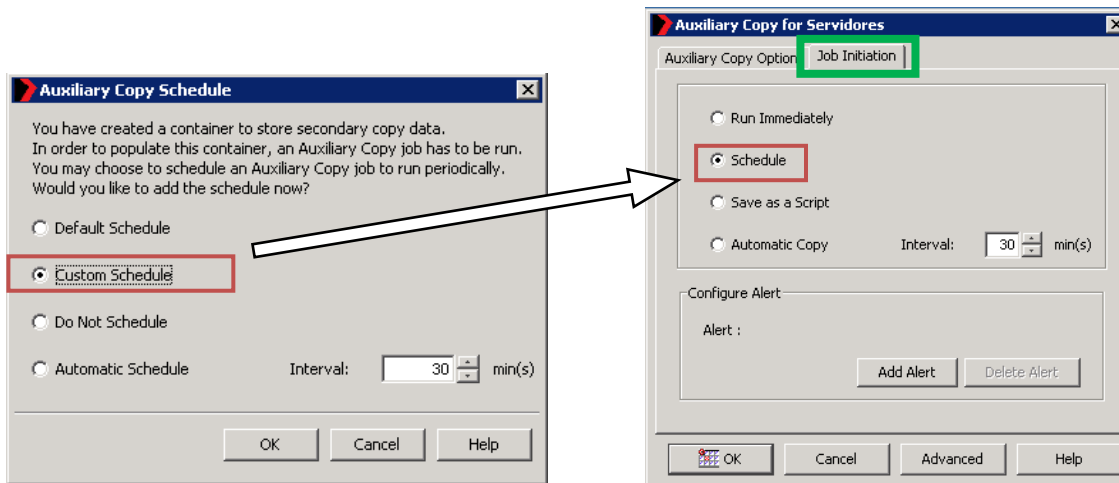 Auxiliary Copy Schedule
You have created a container to store secondary copy data.
In order to populate this container, an Auxiliary Copy job has to be run.
You may choose to schedule an Auxiliary Copy job to run periodically.
Would you like to add the schedule now?
Default Schedule
Custom Schedule
Do Not Schedule
Automatic Schedule Interval: 30 min(s)
OK Cancel Help
Auxiliary Copy for Servidores
Auxiliary Copy Option Job Initiation
Run Immediately
Schedule
Save as a Script
Automatic Copy Interval: 30 min(s)
Configure Alert
Alert :
Add Alert Delete Alert
OK Cancel Advanced Help